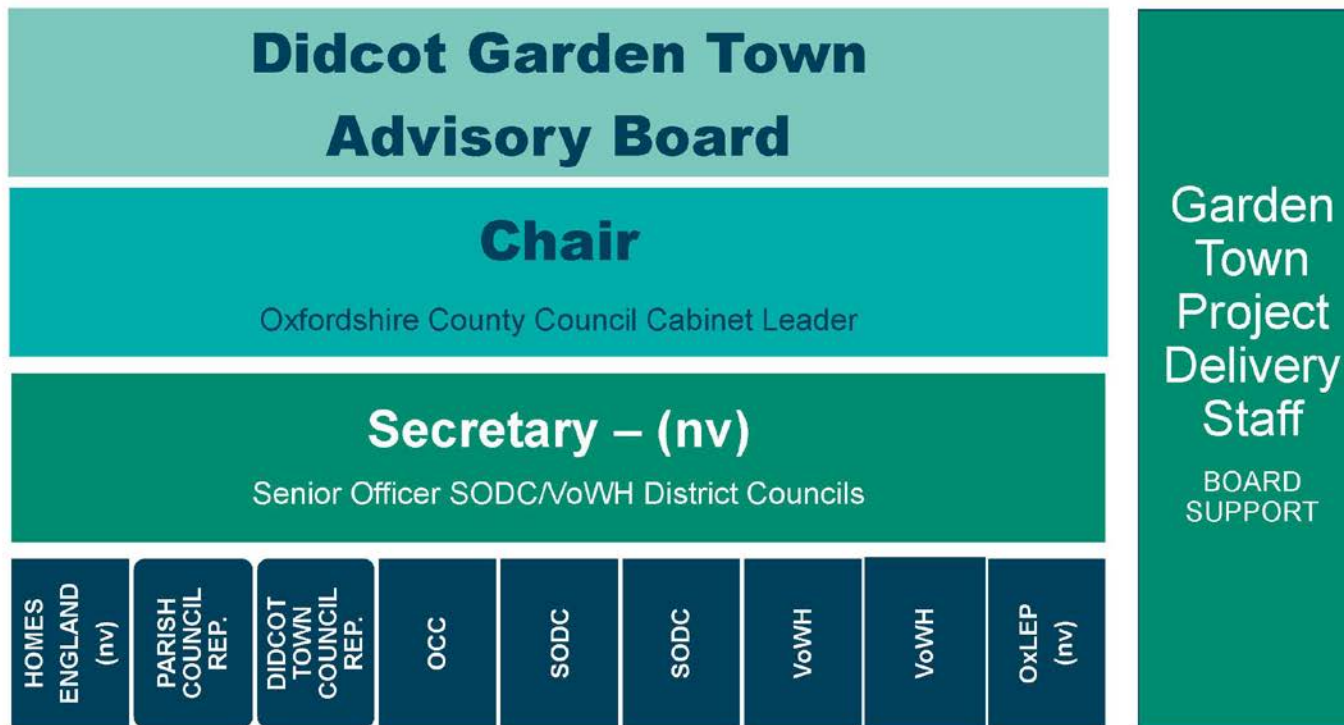 Didcot Garden Town
Advisory Board
Chair
Oxfordshire County Council Cabinet Leader
Secretary – (nv)
Senior Officer SODC/VoWH District Councils
HOMES
ENGLAND
(nv)
PARISH
COUNCIL
REP.
DIDCOT
TOWN
COUNCIL
REP.
OCC
SODC
SODC
VoWH
VoWH
OxLEP
(nv)
Garden
Town
Project
Delivery
Staff
BOARD
SUPPORT